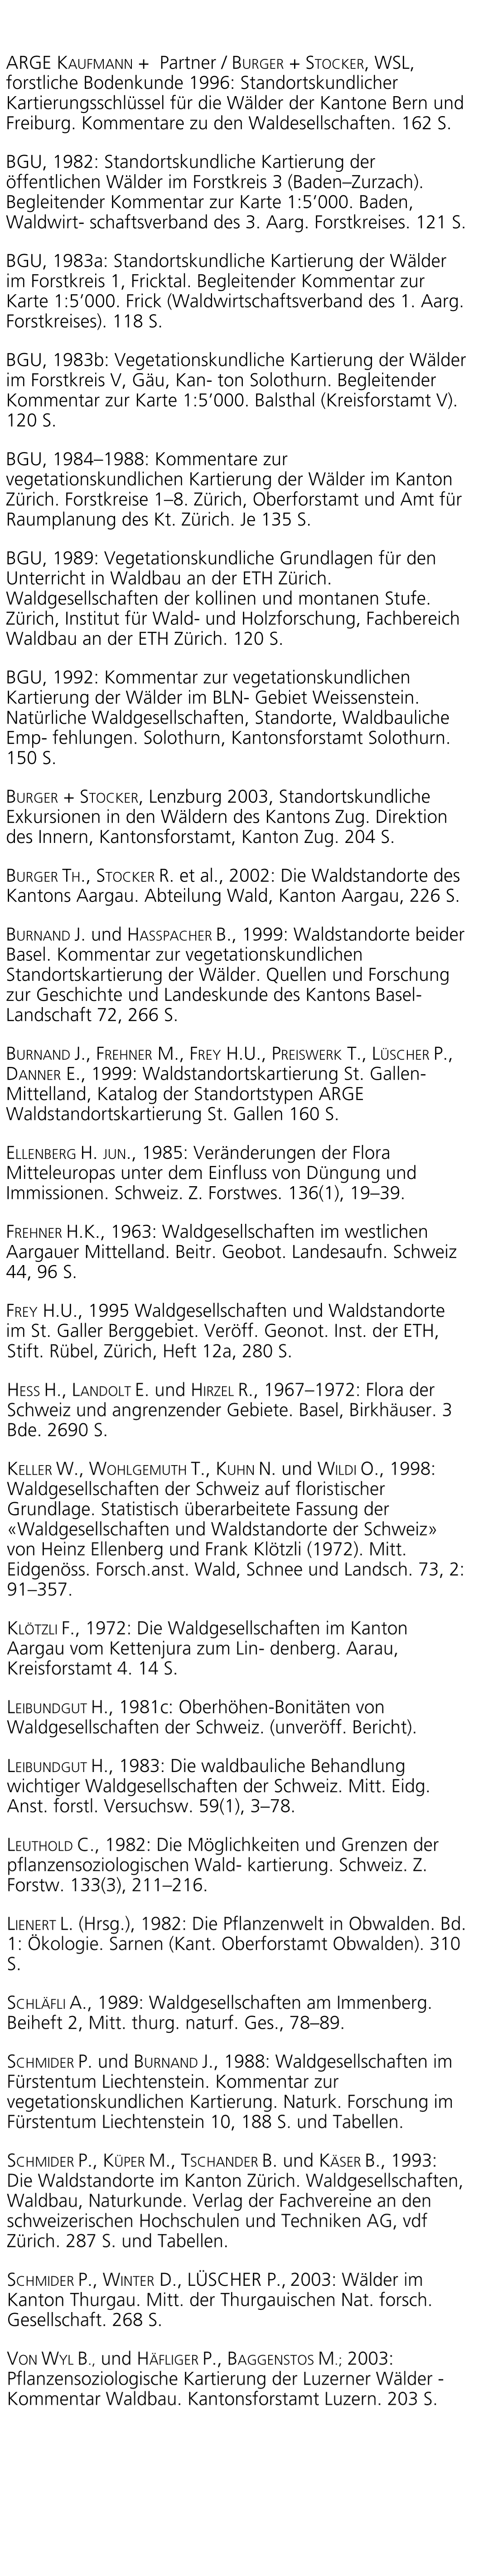 ARGE KAUFMANN + Partner / BURGER + STOCKER, WSL,
forstliche Bodenkunde 1996: Standortskundlicher
Kartierungsschlüssel für die Wälder der Kantone Bern und
Freiburg. Kommentare zu den Waldesellschaften. 162 S.
BGU, 1982: Standortskundliche Kartierung der
öffentlichen Wälder im Forstkreis 3 (Baden–Zurzach).
Begleitender Kommentar zur Karte 1:5’000. Baden,
Waldwirt- schaftsverband des 3. Aarg. Forstkreises. 121 S.
BGU, 1983a: Standortskundliche Kartierung der Wälder
im Forstkreis 1, Fricktal. Begleitender Kommentar zur
Karte 1:5’000. Frick (Waldwirtschaftsverband des 1. Aarg.
Forstkreises). 118 S.
BGU, 1983b: Vegetationskundliche Kartierung der Wälder
im Forstkreis V, Gäu, Kan- ton Solothurn. Begleitender
Kommentar zur Karte 1:5’000. Balsthal (Kreisforstamt V).
120 S.
BGU, 1984–1988: Kommentare zur
vegetationskundlichen Kartierung der Wälder im Kanton
Zürich. Forstkreise 1–8. Zürich, Oberforstamt und Amt für
Raumplanung des Kt. Zürich. Je 135 S.
BGU, 1989: Vegetationskundliche Grundlagen für den
Unterricht in Waldbau an der ETH Zürich.
Waldgesellschaften der kollinen und montanen Stufe.
Zürich, Institut für Wald- und Holzforschung, Fachbereich
Waldbau an der ETH Zürich. 120 S.
BGU, 1992: Kommentar zur vegetationskundlichen
Kartierung der Wälder im BLN- Gebiet Weissenstein.
Natürliche Waldgesellschaften, Standorte, Waldbauliche
Emp- fehlungen. Solothurn, Kantonsforstamt Solothurn.
150 S.
BURGER + STOCKER, Lenzburg 2003, Standortskundliche
Exkursionen in den Wäldern des Kantons Zug. Direktion
des Innern, Kantonsforstamt, Kanton Zug. 204 S.
BURGER TH., STOCKER R. et al., 2002: Die Waldstandorte des
Kantons Aargau. Abteilung Wald, Kanton Aargau, 226 S.
BURNAND J. und HASSPACHER B., 1999: Waldstandorte beider
Basel. Kommentar zur vegetationskundlichen
Standortskartierung der Wälder. Quellen und Forschung
zur Geschichte und Landeskunde des Kantons Basel-
Landschaft 72, 266 S.
BURNAND J., FREHNER M., FREY H.U., PREISWERK T., LÜSCHER P.,
DANNER E., 1999: Waldstandortskartierung St. Gallen-
Mittelland, Katalog der Standortstypen ARGE
Waldstandortskartierung St. Gallen 160 S.
ELLENBERG H. JUN., 1985: Veränderungen der Flora
Mitteleuropas unter dem Einfluss von Düngung und
Immissionen. Schweiz. Z. Forstwes. 136(1), 19–39.
FREHNER H.K., 1963: Waldgesellschaften im westlichen
Aargauer Mittelland. Beitr. Geobot. Landesaufn. Schweiz
44, 96 S.
FREY H.U., 1995 Waldgesellschaften und Waldstandorte
im St. Galler Berggebiet. Veröff. Geonot. Inst. der ETH,
Stift. Rübel, Zürich, Heft 12a, 280 S.
HESS H., LANDOLT E. und HIRZEL R., 1967–1972: Flora der
Schweiz und angrenzender Gebiete. Basel, Birkhäuser. 3
Bde. 2690 S.
KELLER W., WOHLGEMUTH T., KUHN N. und WILDI O., 1998:
Waldgesellschaften der Schweiz auf floristischer
Grundlage. Statistisch überarbeitete Fassung der
«Waldgesellschaften und Waldstandorte der Schweiz»
von Heinz Ellenberg und Frank Klötzli (1972). Mitt.
Eidgenöss. Forsch.anst. Wald, Schnee und Landsch. 73, 2:
91–357.
KLÖTZLI F., 1972: Die Waldgesellschaften im Kanton
Aargau vom Kettenjura zum Lin- denberg. Aarau,
Kreisforstamt 4. 14 S.
LEIBUNDGUT H., 1981c: Oberhöhen-Bonitäten von
Waldgesellschaften der Schweiz. (unveröff. Bericht).
LEIBUNDGUT H., 1983: Die waldbauliche Behandlung
wichtiger Waldgesellschaften der Schweiz. Mitt. Eidg.
Anst. forstl. Versuchsw. 59(1), 3–78.
LEUTHOLD C., 1982: Die Möglichkeiten und Grenzen der
pflanzensoziologischen Wald- kartierung. Schweiz. Z.
Forstw. 133(3), 211–216.
LIENERT L. (Hrsg.), 1982: Die Pflanzenwelt in Obwalden. Bd.
1: Ökologie. Sarnen (Kant. Oberforstamt Obwalden). 310
S.
SCHLÄFLI A., 1989: Waldgesellschaften am Immenberg.
Beiheft 2, Mitt. thurg. naturf. Ges., 78–89.
SCHMIDER P. und BURNAND J., 1988: Waldgesellschaften im
Fürstentum Liechtenstein. Kommentar zur
vegetationskundlichen Kartierung. Naturk. Forschung im
Fürstentum Liechtenstein 10, 188 S. und Tabellen.
SCHMIDER P., KÜPER M., TSCHANDER B. und KÄSER B., 1993:
Die Waldstandorte im Kanton Zürich. Waldgesellschaften,
Waldbau, Naturkunde. Verlag der Fachvereine an den
schweizerischen Hochschulen und Techniken AG, vdf
Zürich. 287 S. und Tabellen.
SCHMIDER P., WINTER D., LÜSCHER P., 2003: Wälder im
Kanton Thurgau. Mitt. der Thurgauischen Nat. forsch.
Gesellschaft. 268 S.
VON WYL B., und HÄFLIGER P., BAGGENSTOS M.; 2003:
Pflanzensoziologische Kartierung der Luzerner Wälder -
Kommentar Waldbau. Kantonsforstamt Luzern. 203 S.